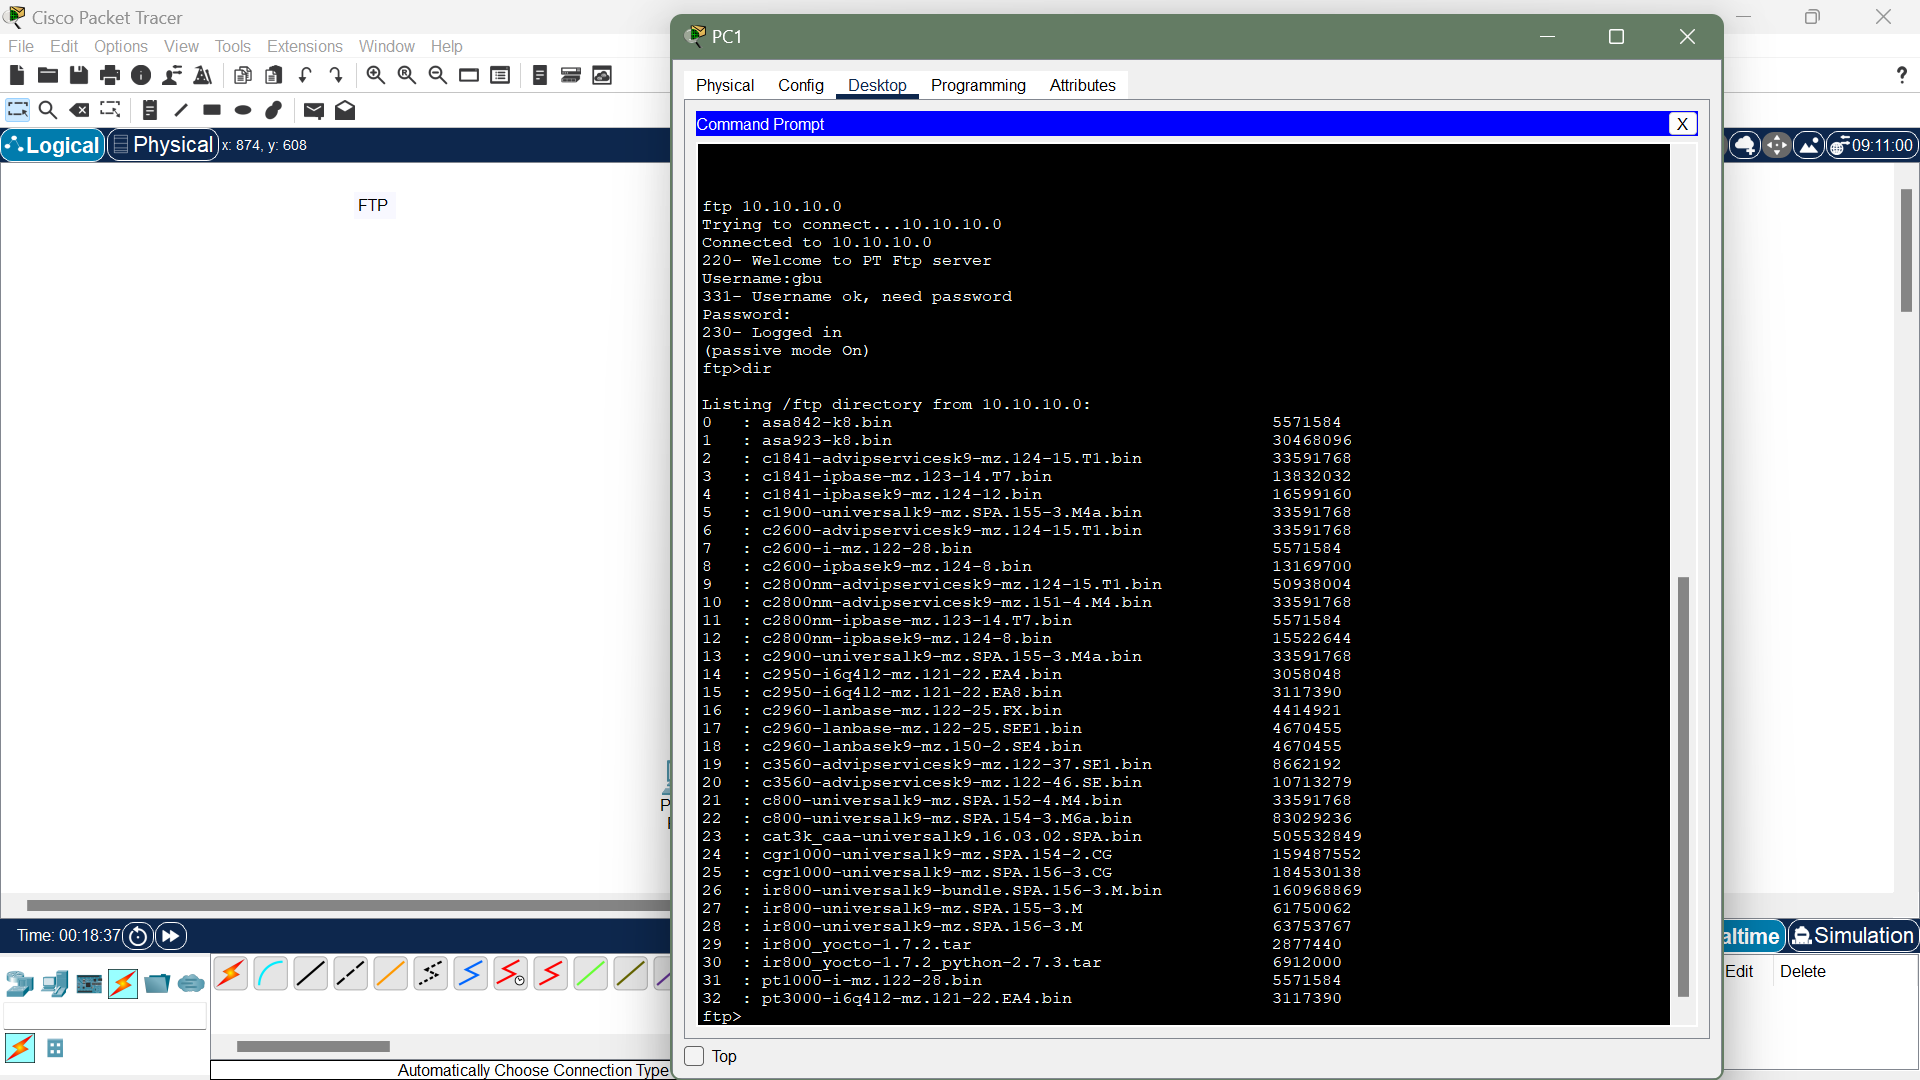 Cisco Packet Tracer
File Edit Options View Tools Extensions Window Help
Logical Physical x: 874, y: 608
FTP
PC1
Physical Config Desktop Programming Attributes
Command Prompt X
09:11:00
ftp 10.10.10.0
Trying to connect...10.10.10.0
Connected to 10.10.10.0
220- Welcome to PT Ftp server
Username:gbu
331- Username ok, need password
Password:
230- Logged in
(passive mode On)
ftp>dir
Listing /ftp directory from 10.10.10.0:
0 : asa842-k8.bin 5571584
1 : asa923-k8.bin 30468096
2 : c1841-advipservicesk9-mz.124-15.T1.bin 33591768
3 : c1841-ipbase-mz.123-14.T7.bin 13832032
4 : c1841-ipbasek9-mz.124-12.bin 16599160
5 : c1900-universalk9-mz.SPA.155-3.M4a.bin 33591768
6 : c2600-advipservicesk9-mz.124-15.T1.bin 33591768
7 : c2600-i-mz.122-28.bin 5571584
8 : c2600-ipbasek9-mz.124-8.bin 13169700
9 : c2800nm-advipservicesk9-mz.124-15.T1.bin 50938004
10 : c2800nm-advipservicesk9-mz.151-4.M4.bin 33591768
11 : c2800nm-ipbase-mz.123-14.T7.bin 5571584
12 : c2800nm-ipbasek9-mz.124-8.bin 15522644
13 : c2900-universalk9-mz.SPA.155-3.M4a.bin 33591768
14 : c2950-i6q4l2-mz.121-22.EA4.bin 3058048
15 : c2950-i6q4l2-mz.121-22.EA8.bin 3117390
16 : c2960-lanbase-mz.122-25.FX.bin 4414921
17 : c2960-lanbase-mz.122-25.SEE1.bin 4670455
18 : c2960-lanbasek9-mz.150-2.SE4.bin 4670455
19 : c3560-advipservicesk9-mz.122-37.SE1.bin 8662192
20 : c3560-advipservicesk9-mz.122-46.SE.bin 10713279
21 : c800-universalk9-mz.SPA.152-4.M4.bin 33591768
22 : c800-universalk9-mz.SPA.154-3.M6a.bin 83029236
23 : cat3k_caa-universalk9.16.03.02.SPA.bin 505532849
24 : cgr1000-universalk9-mz.SPA.154-2.CG 159487552
25 : cgr1000-universalk9-mz.SPA.156-3.CG 184530138
26 : ir800-universalk9-bundle.SPA.156-3.M.bin 160968869
27 : ir800-universalk9-mz.SPA.155-3.M 61750062
28 : ir800-universalk9-mz.SPA.156-3.M 63753767
29 : ir800_yocto-1.7.2.tar 2877440
30 : ir800_yocto-1.7.2_python-2.7.3.tar 6912000
31 : pt1000-i-mz.122-28.bin 5571584
32 : pt3000-i6q4l2-mz.121-22.EA4.bin 3117390
ftp>
Top
Time: 00:18:37
altime Simulation
Edit Delete
Automatically Choose Connection Type